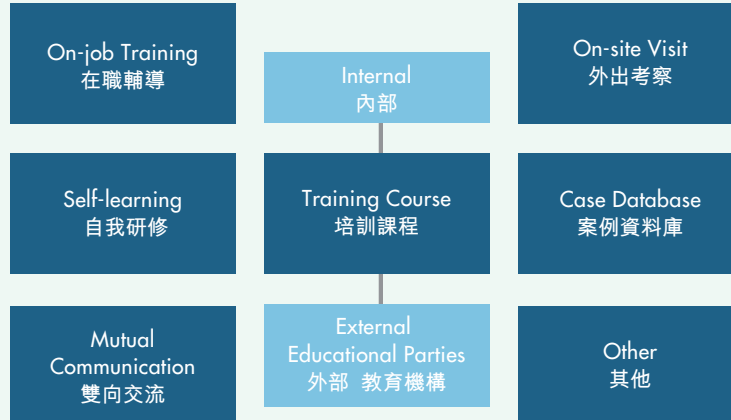 On-job Training
在職輔導
Internal
內部
On-site Visit
外出考察
Self-learning
自我研修
Training Course
培訓課程
Case Database
案例資料庫
Mutual
Communication
雙向交流
External
Educational Parties
外部 教育機構
Other
其他